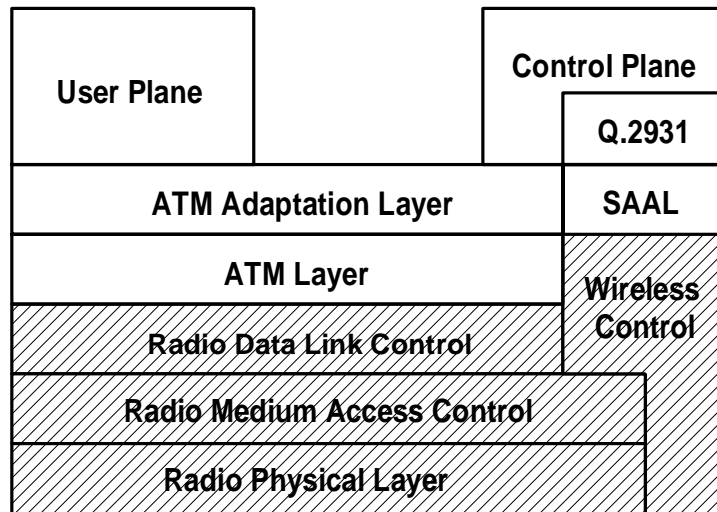 User Plane
Control Plane
Q.2931
ATM Adaptation Layer
SAAL
ATM Layer
Wireless
Control
Radio Data Link Control
Radio Medium Access Control
Radio Physical Layer